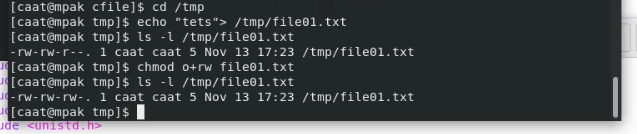 [caat@mpak cfile]$ cd /tmp
[caat@mpak tmp]$ echo "tets"> /tmp/file01.txt
[caat@mpak tmp]$ ls -l /tmp/file01.txt
-rw-rw-r--. 1 caat caat 5 Nov 13 17:23 /tmp/file01.txt
[caat@mpak tmp]$ chmod o+rw /tmp/file01.txt
[caat@mpak tmp]$ ls -l /tmp/file01.txt
-rw-rw-rw-. 1 caat caat 5 Nov 13 17:23 /tmp/file01.txt
[caat@mpak tmp]$
ude <unistd.h>